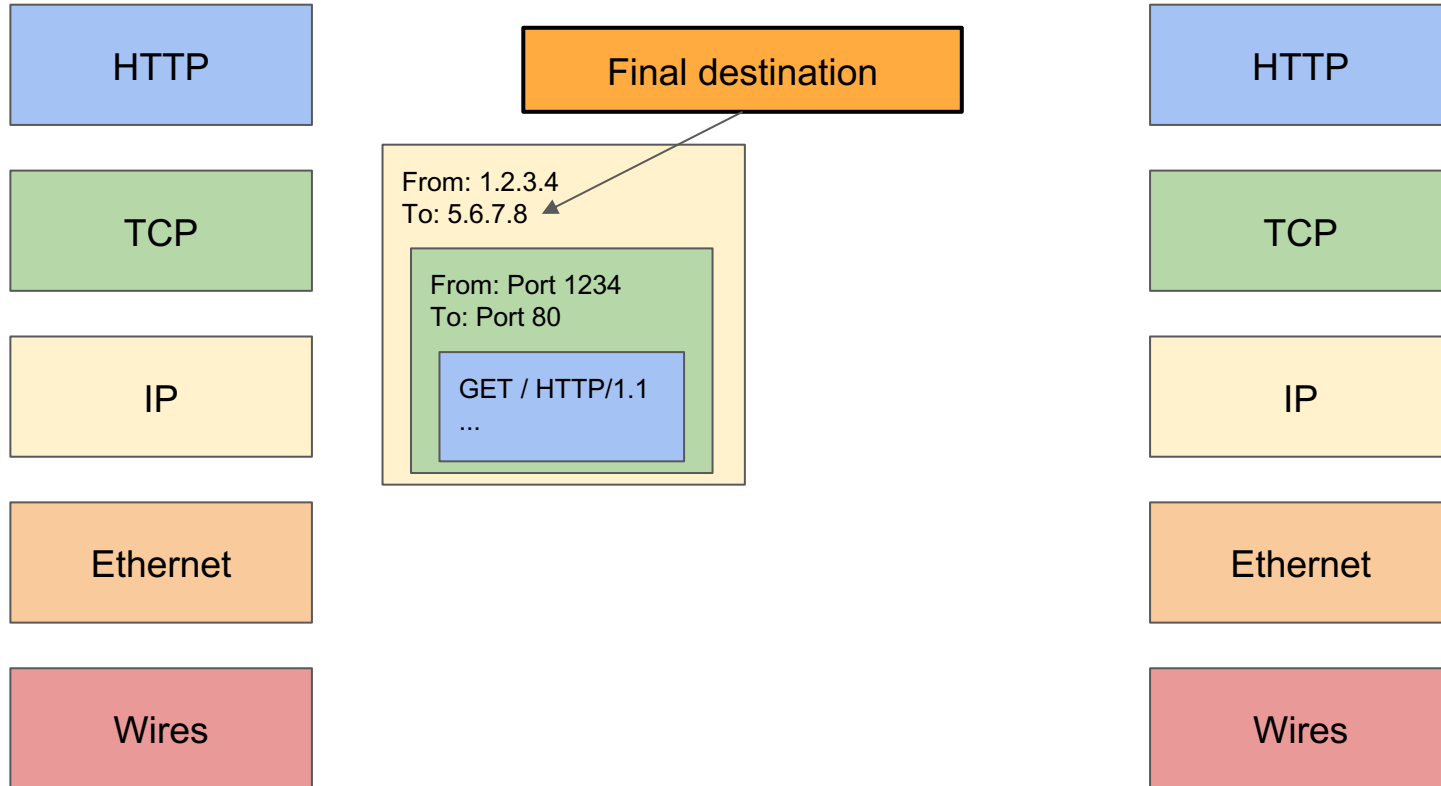 HTTP
TCP
IP
Ethernet
Wires
Final destination
From: 1.2.3.4
To: 5.6.7.8
From: Port 1234
To: Port 80
GET / HTTP/1.1
...
HTTP
TCP
IP
Ethernet
Wires